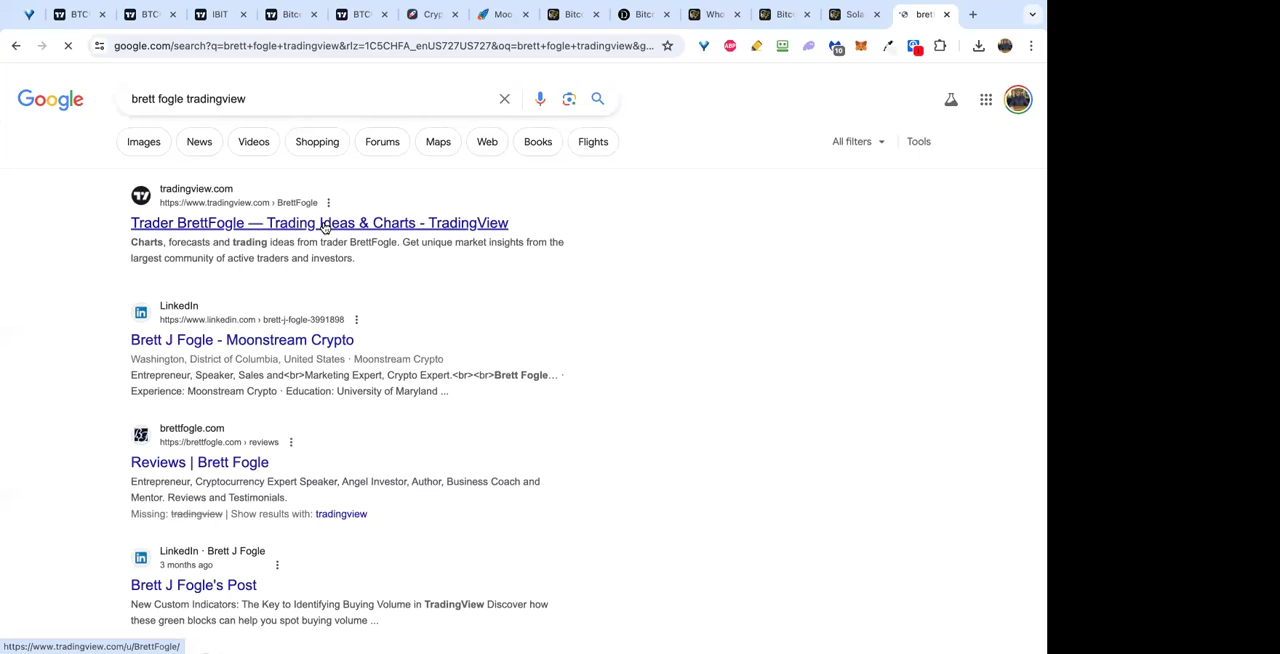 BTC
BTC
IBIT
Bitco
BTC
Cryp
Moo
Bitco
Bitc
Who
Bitc
Sola
brett
google.com/search?q=brett+fogle+tradingview&rlz=1C5CHFA_enUS727US727&oq=brett+fogle+tradingview&g...
ABP
10
Google
brett fogle tradingview
Images
News
Videos
Shopping
Forums
Maps
Web
Books
Flights
All filters
Tools
tradingview.com
https://www.tradingview.com › BrettFogle
Trader BrettFogle — Trading Ideas & Charts - TradingView
Charts, forecasts and trading ideas from trader BrettFogle. Get unique market insights from the
largest community of active traders and investors.
LinkedIn
https://www.linkedin.com › brett-j-fogle-3991898
Brett J Fogle - Moonstream Crypto
Washington, District of Columbia, United States · Moonstream Crypto
Entrepreneur, Speaker, Sales and<br>Marketing Expert, Crypto Expert.<br><br>Brett Fogle... ·
Experience: Moonstream Crypto · Education: University of Maryland ...
brettfogle.com
https://brettfogle.com › reviews
Reviews | Brett Fogle
Entrepreneur, Cryptocurrency Expert Speaker, Angel Investor, Author, Business Coach and
Mentor. Reviews and Testimonials.
Missing: tradingview | Show results with: tradingview
LinkedIn · Brett J Fogle
3 months ago
Brett J Fogle's Post
New Custom Indicators: The Key to Identifying Buying Volume in TradingView Discover how
these green blocks can help you spot buying volume ...
https://www.tradingview.com/u/BrettFogle/